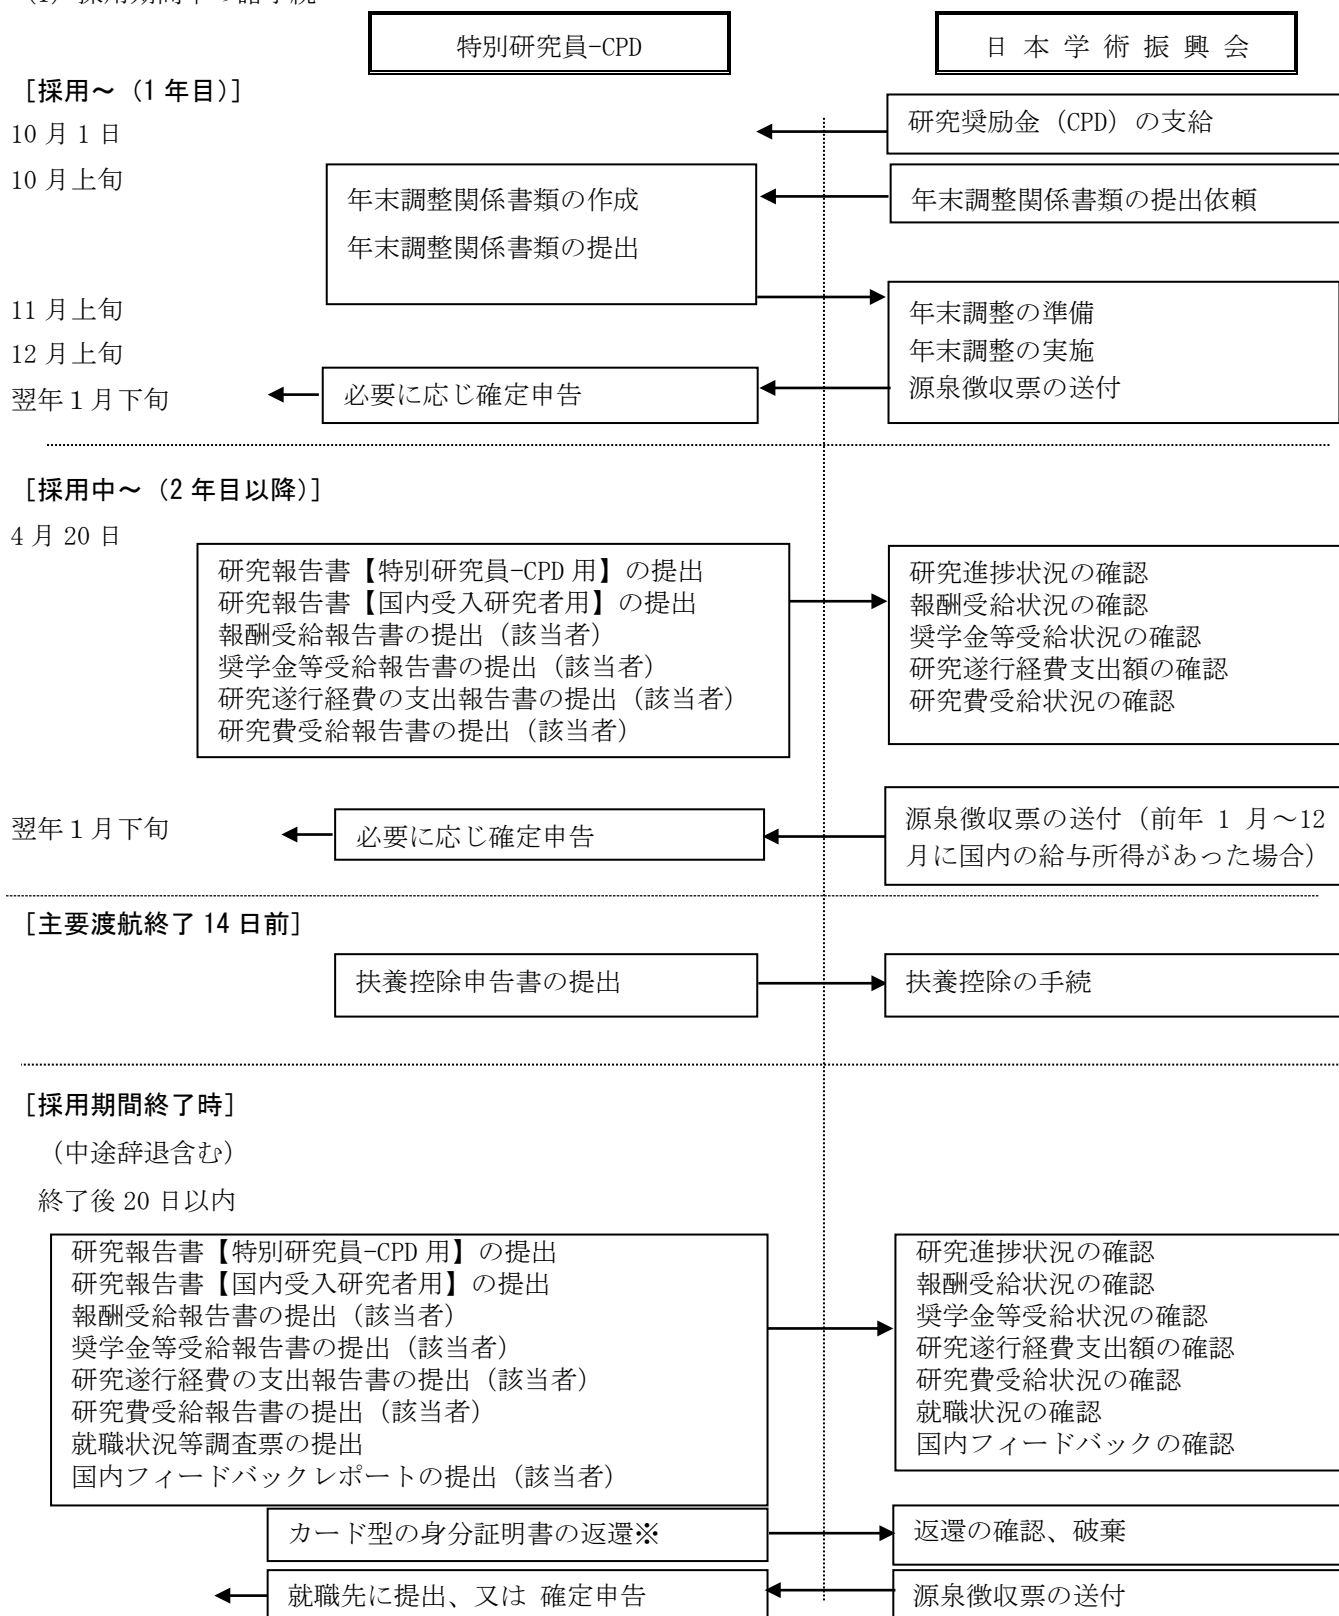 (1) 採用期間中の諸手続
特別研究員-CPD
日本学術振興会
[採用～（1年目）]
10月1日
研究奨励金（CPD）の支給
10月上旬
年末調整関係書類の作成
年末調整関係書類の提出依頼
年末調整関係書類の提出
11月上旬
年末調整の準備
12月上旬
年末調整の実施
翌年１月下旬
必要に応じ確定申告
源泉徴収票の送付
[採用中～（2年目以降）]
4月20日
研究報告書【特別研究員-CPD用】の提出
研究報告書【国内受入研究者用】の提出
報酬受給報告書の提出（該当者）
奨学金等受給報告書の提出（該当者）
研究遂行経費の支出報告書の提出（該当者）
研究費受給報告書の提出（該当者）
研究進捗状況の確認
報酬受給状況の確認
奨学金等受給状況の確認
研究遂行経費支出額の確認
研究費受給状況の確認
翌年１月下旬
必要に応じ確定申告
源泉徴収票の送付（前年 1 月～12
月に国内の給与所得があった場合）
[主要渡航終了14日前]
扶養控除申告書の提出
扶養控除の手続
[採用期間終了時]
（中途辞退含む）
終了後20日以内
研究報告書【特別研究員-CPD用】の提出
研究報告書【国内受入研究者用】の提出
報酬受給報告書の提出（該当者）
奨学金等受給報告書の提出（該当者）
研究遂行経費の支出報告書の提出（該当者）
研究費受給報告書の提出（該当者）
就職状況等調査票の提出
国内フィードバックレポートの提出（該当者）
研究進捗状況の確認
報酬受給状況の確認
奨学金等受給状況の確認
研究遂行経費支出額の確認
研究費受給状況の確認
就職状況の確認
国内フィードバックの確認
カード型の身分証明書の返還※
返還の確認、破棄
就職先に提出、又は 確定申告
源泉徴収票の送付